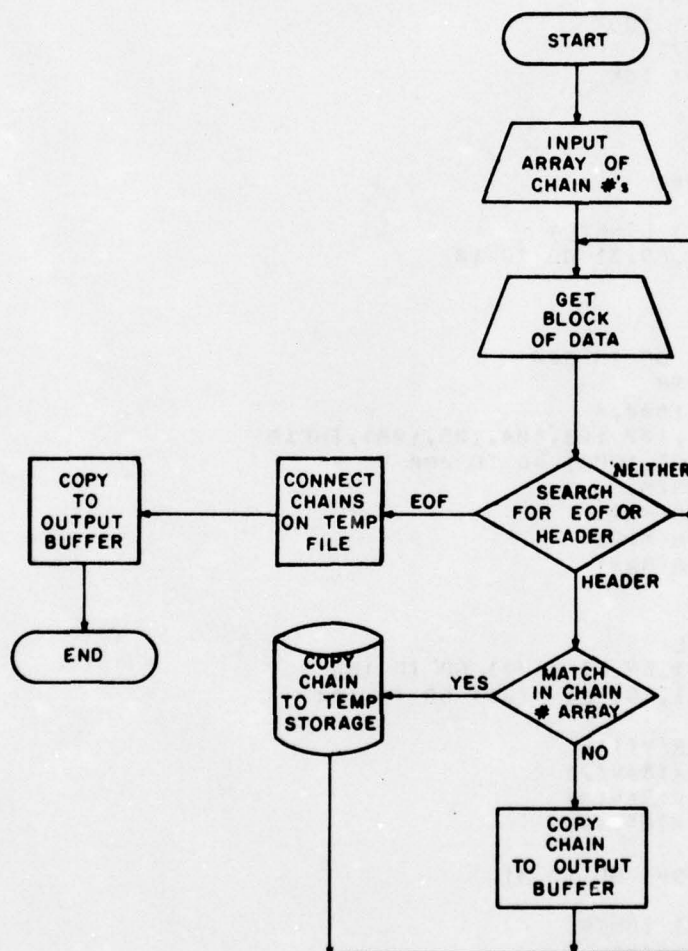 START
INPUT
ARRAY OF
CHAIN #'s
GET
BLOCK
OF DATA
NEITHER
SEARCH
FOR EOF OR
HEADER
EOF
CONNECT
CHAINS
ON TEMP
FILE
COPY
TO
OUTPUT
BUFFER
END
HEADER
MATCH
IN CHAIN
# ARRAY
YES
COPY
CHAIN
TO TEMP
STORAGE
NO
COPY
CHAIN
TO OUTPUT
BUFFER